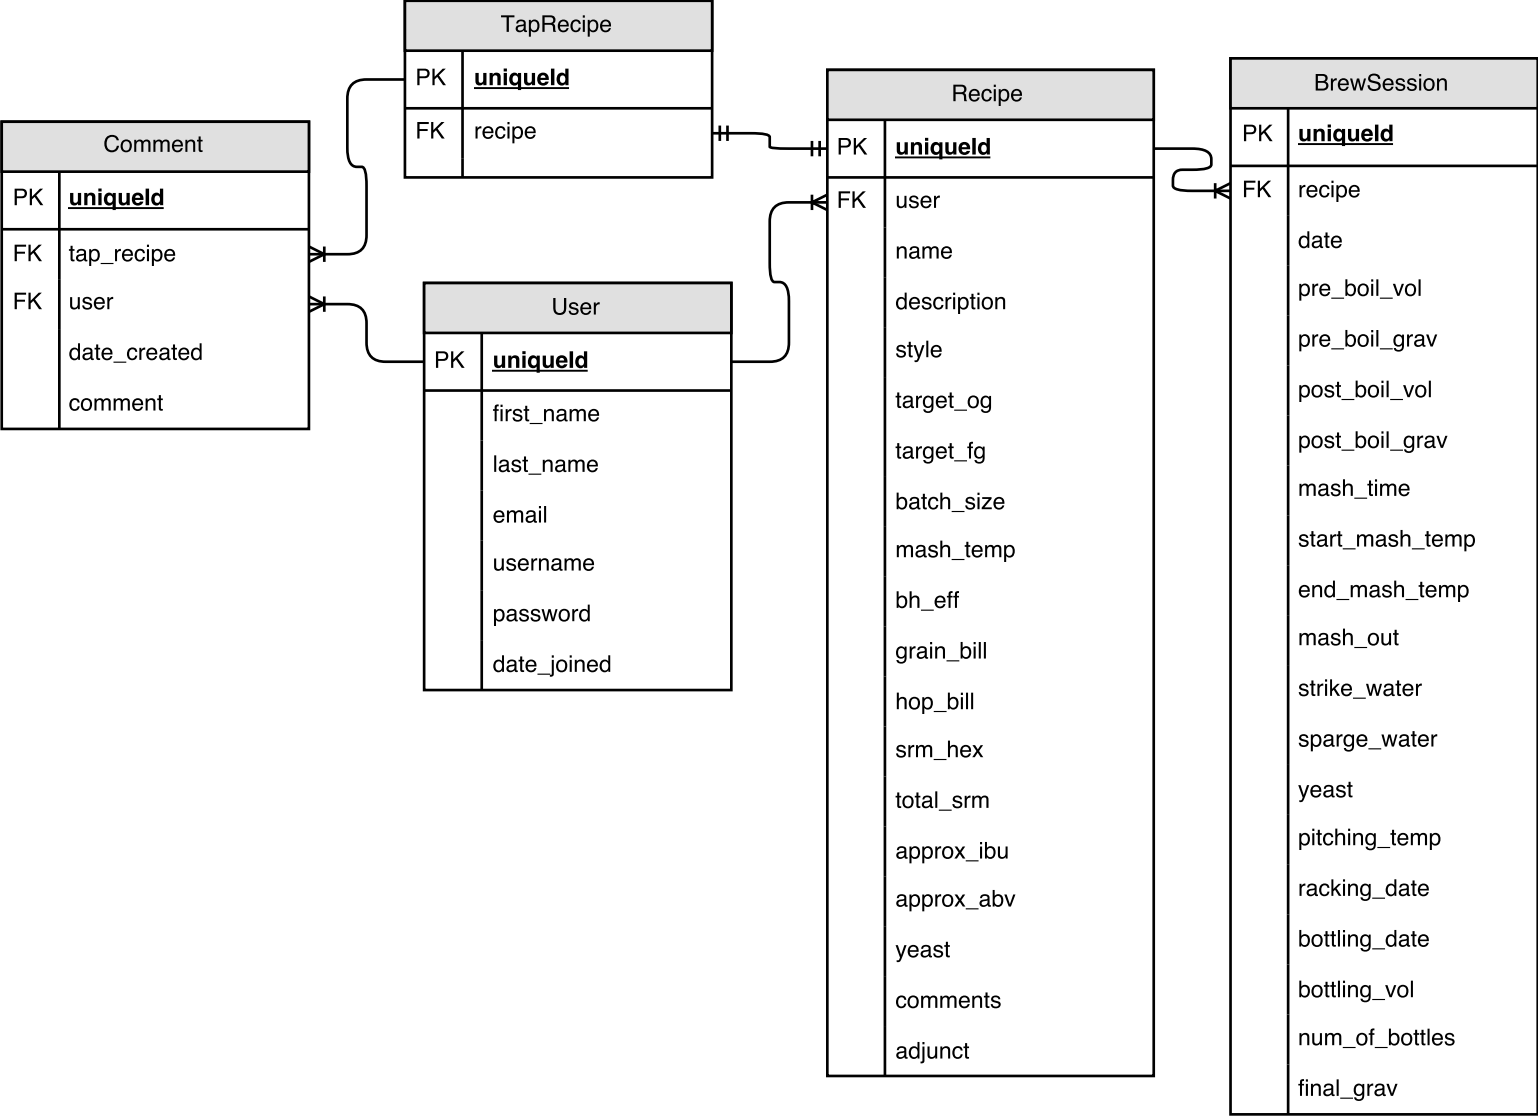 TapRecipe
PK uniqueId
FK recipe
Comment
PK uniqueId
FK tap_recipe
FK user
date_created
comment
User
PK uniqueId
first_name
last_name
email
username
password
date_joined
Recipe
PK uniqueId
FK user
name
description
style
target_og
target_fg
batch_size
mash_temp
bh_eff
grain_bill
hop_bill
srm_hex
total_srm
approx_ibu
approx_abv
yeast
comments
adjunct
BrewSession
PK uniqueId
FK recipe
date
pre_boil_vol
pre_boil_grav
post_boil_vol
post_boil_grav
mash_time
start_mash_temp
end_mash_temp
mash_out
strike_water
sparge_water
yeast
pitching_temp
racking_date
bottling_date
bottling_vol
num_of_bottles
final_grav